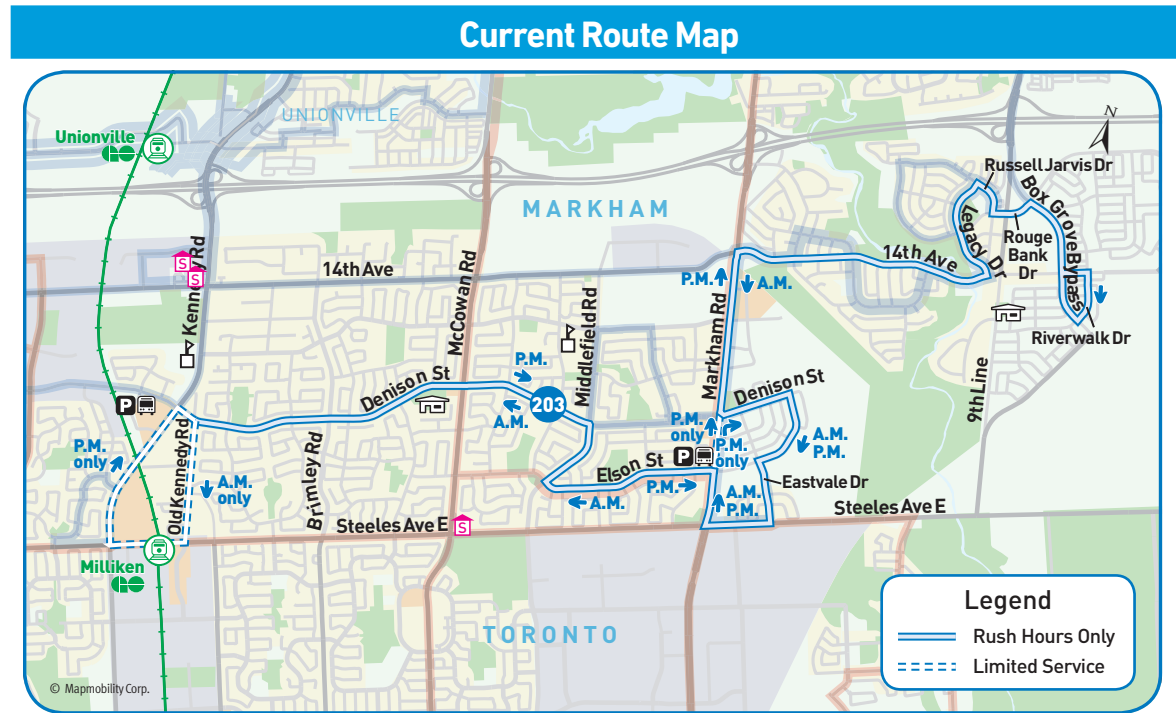 Current Route Map
UNIONVILLE
Unionville
GO
N
Russell Jarvis Dr
MARKHAM
Box Grove Bypass
Legacy Dr
Rouge
Bank
Dr
Kennedy Rd
S
S
14th Ave
McCowan Rd
14th Ave
P.M.
A.M.
Middlefield Rd
Markham Rd
Riverwalk Dr
P.M.
Denison St
203
A.M.
Denison St
9th Line
P
P.M.
only
P.M.
only
A.M.
P.M.
P.M.
only
Old Kennedy Rd
A.M.
only
Brimley Rd
P
Elson St
P.M.
A.M.
A.M.
P.M.
Eastvale Dr
Steeles Ave E
S
Steeles Ave E
Milliken
GO
TORONTO
Legend
Rush Hours Only
Limited Service
© Mapmobility Corp.